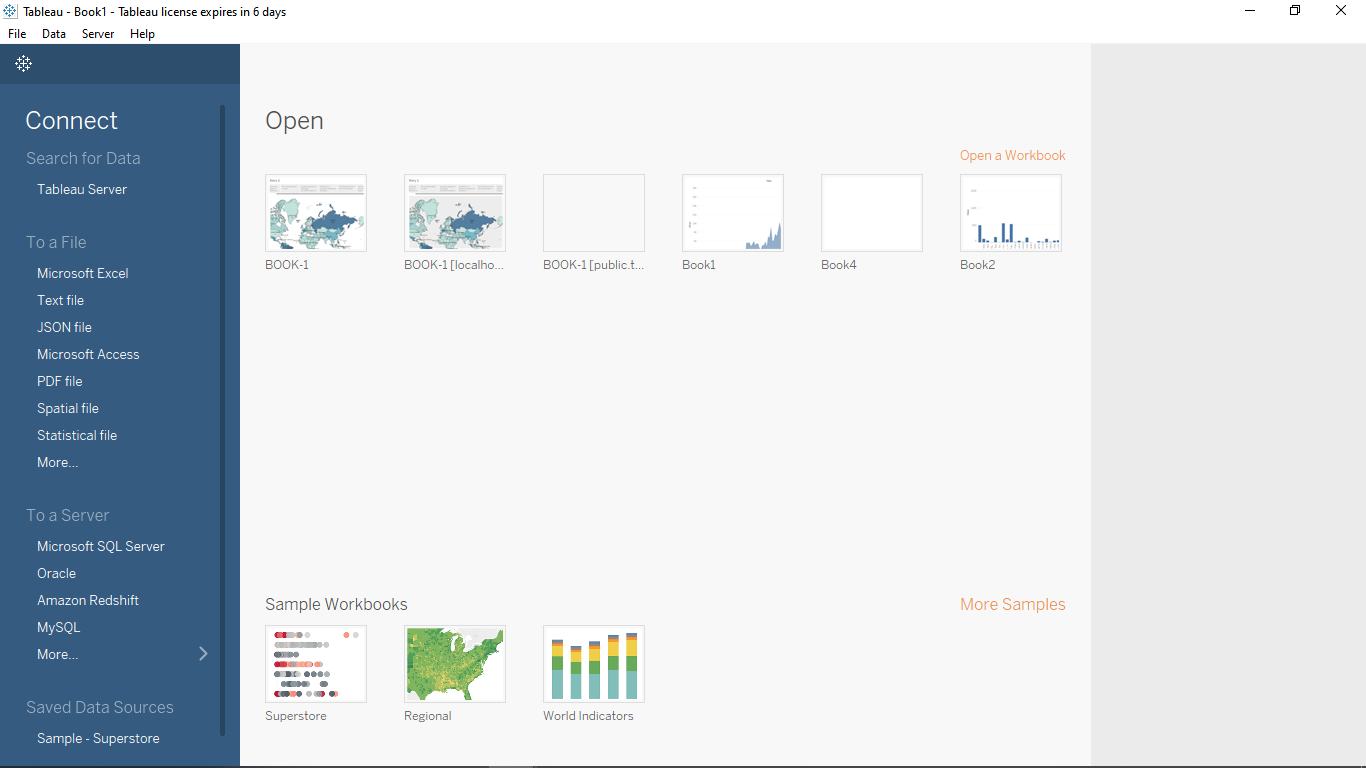 Tableau - Book1 - Tableau license expires in 6 days
File Data Server Help
Connect
Search for Data
Tableau Server
To a File
Microsoft Excel
Text file
JSON file
Microsoft Access
PDF file
Spatial file
Statistical file
More...
To a Server
Microsoft SQL Server
Oracle
Amazon Redshift
MySQL
More...
Saved Data Sources
Sample - Superstore
Open
Open a Workbook
BOOK-1
BOOK-1 [localho...
BOOK-1 [public.t...
Book1
Book4
Book2
Sample Workbooks
More Samples
Superstore
Regional
World Indicators